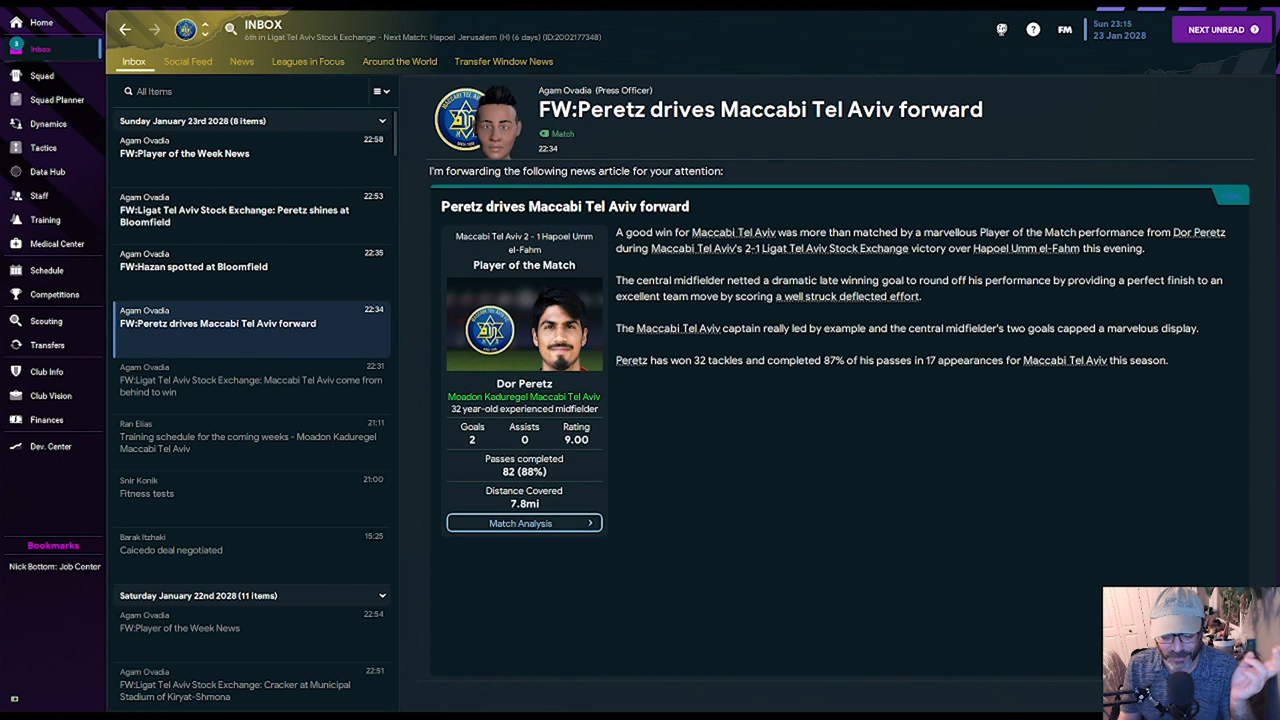 Home
INBOX
6th in Ligat Tel Aviv Stock Exchange - Next Match: Hapoel Jerusalem (H) (6 days) (ID:2002177348)
FM
Sun 23:15
23 Jan 2028
NEXT UNREAD
3
Inbox
Squad
Squad Planner
Dynamics
Tactics
Data Hub
Staff
Training
Medical Center
Schedule
Competitions
Scouting
Transfers
Club Info
Club Vision
Finances
Dev. Center
Bookmarks
Nick Bottom: Job Center
Inbox
Social Feed
News
Leagues in Focus
Around the World
Transfer Window News
All Items
Sunday January 23rd 2028 (8 items)
Agam Ovadia 22:58
FW:Player of the Week News
Agam Ovadia 22:53
FW:Ligat Tel Aviv Stock Exchange: Peretz shines at
Bloomfield
Agam Ovadia 22:35
FW:Hazan spotted at Bloomfield
Agam Ovadia 22:34
FW:Peretz drives Maccabi Tel Aviv forward
Agam Ovadia 22:31
FW:Ligat Tel Aviv Stock Exchange: Maccabi Tel Aviv come from
behind to win
Ran Elias 21:11
Training schedule for the coming weeks - Moadon Kaduregel
Maccabi Tel Aviv
Snir Konik 21:00
Fitness tests
Barak Itzhaki 15:25
Caicedo deal negotiated
Saturday January 22nd 2028 (11 items)
Agam Ovadia 22:54
FW:Player of the Week News
Agam Ovadia 22:51
FW:Ligat Tel Aviv Stock Exchange: Cracker at Municipal
Stadium of Kiryat-Shmona
Agam Ovadia (Press Officer)
FW:Peretz drives Maccabi Tel Aviv forward
Match
22:34
I'm forwarding the following news article for your attention:
Peretz drives Maccabi Tel Aviv forward
Maccabi Tel Aviv 2 - 1 Hapoel Umm
el-Fahm
Player of the Match
Dor Peretz
Moadon Kaduregel Maccabi Tel Aviv
32 year-old experienced midfielder
Goals Assists Rating
2 0 9.00
Passes completed
82 (88%)
Distance Covered
7.8mi
Match Analysis
A good win for Maccabi Tel Aviv was more than matched by a marvellous Player of the Match performance from Dor Peretz
during Maccabi Tel Aviv's 2-1 Ligat Tel Aviv Stock Exchange victory over Hapoel Umm el-Fahm this evening.
The central midfielder netted a dramatic late winning goal to round off his performance by providing a perfect finish to an
excellent team move by scoring a well struck deflected effort.
The Maccabi Tel Aviv captain really led by example and the central midfielder's two goals capped a marvelous display.
Peretz has won 32 tackles and completed 87% of his passes in 17 appearances for Maccabi Tel Aviv this season.